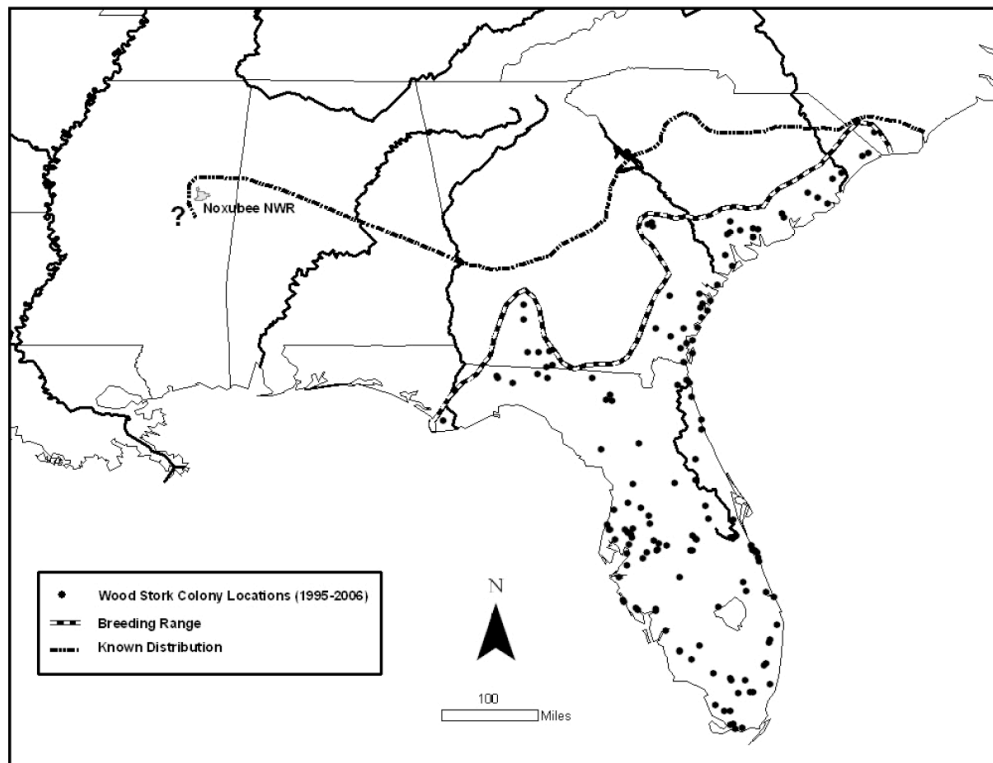 Noxubee NWR
?
Wood Stork Colony Locations (1995-2006)
Breeding Range
Known Distribution
N
100
Miles